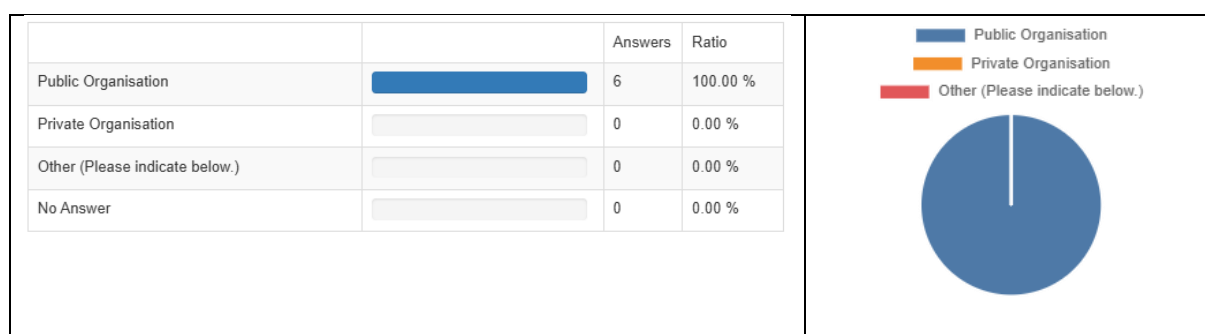 Answers Ratio
Public Organisation 6 100.00 %
Private Organisation 0 0.00 %
Other (Please indicate below.) 0 0.00 %
No Answer 0 0.00 %
Public Organisation
Private Organisation
Other (Please indicate below.)